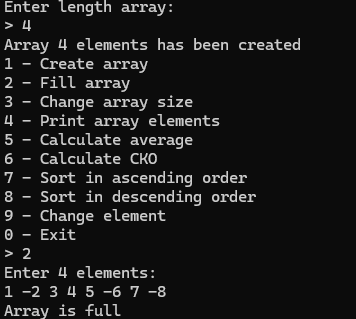 Enter length array:
> 4
Array 4 elements has been created
1 - Create array
2 - Fill array
3 - Change array size
4 - Print array elements
5 - Calculate average
6 - Calculate CKO
7 - Sort in ascending order
8 - Sort in descending order
9 - Change element
0 - Exit
> 2
Enter 4 elements:
1 -2 3 4 5 -6 7 -8
Array is full